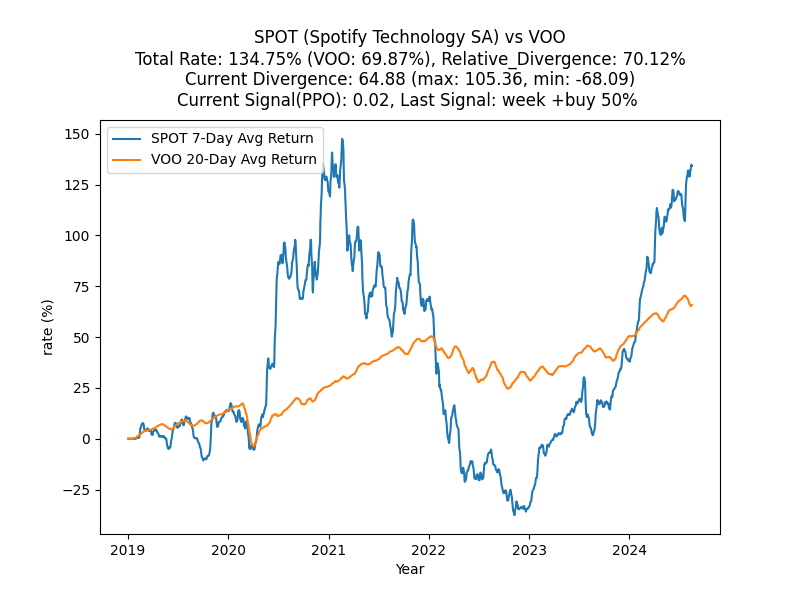 SPOT (Spotify Technology SA) vs VOO
Total Rate: 134.75% (VOO: 69.87%), Relative_Divergence: 70.12%
Current Divergence: 64.88 (max: 105.36, min: -68.09)
Current Signal(PPO): 0.02, Last Signal: week +buy 50%
SPOT 7-Day Avg Return
VOO 20-Day Avg Return
150
125
100
75
50
25
0
−25
rate (%)
2019 2020 2021 2022 2023 2024
Year